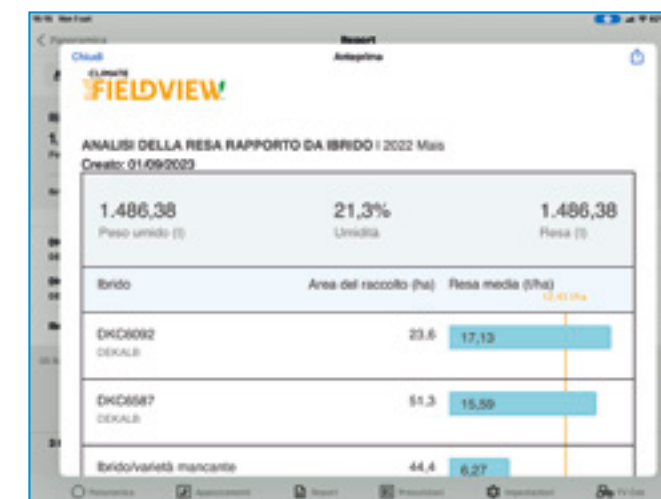 Report
Chiudi
Anteprima
CLIMATE
FIELDVIEW
ANALISI DELLA RESA RAPPORTO DA IBRIDO | 2022 Mais
Creato: 01/09/2023
1.486,38 21,3% 1.486,38
Peso umido (t) Umidità Resa (t)
Ibrido Area del raccolto (ha) Resa media (t/ha)
DKC6092 23,6 17,13
DEKALB
DKC6587 51,3 15,59
DEKALB
Ibrido/varietà mancante 44,4 6,27
Panoramica Report